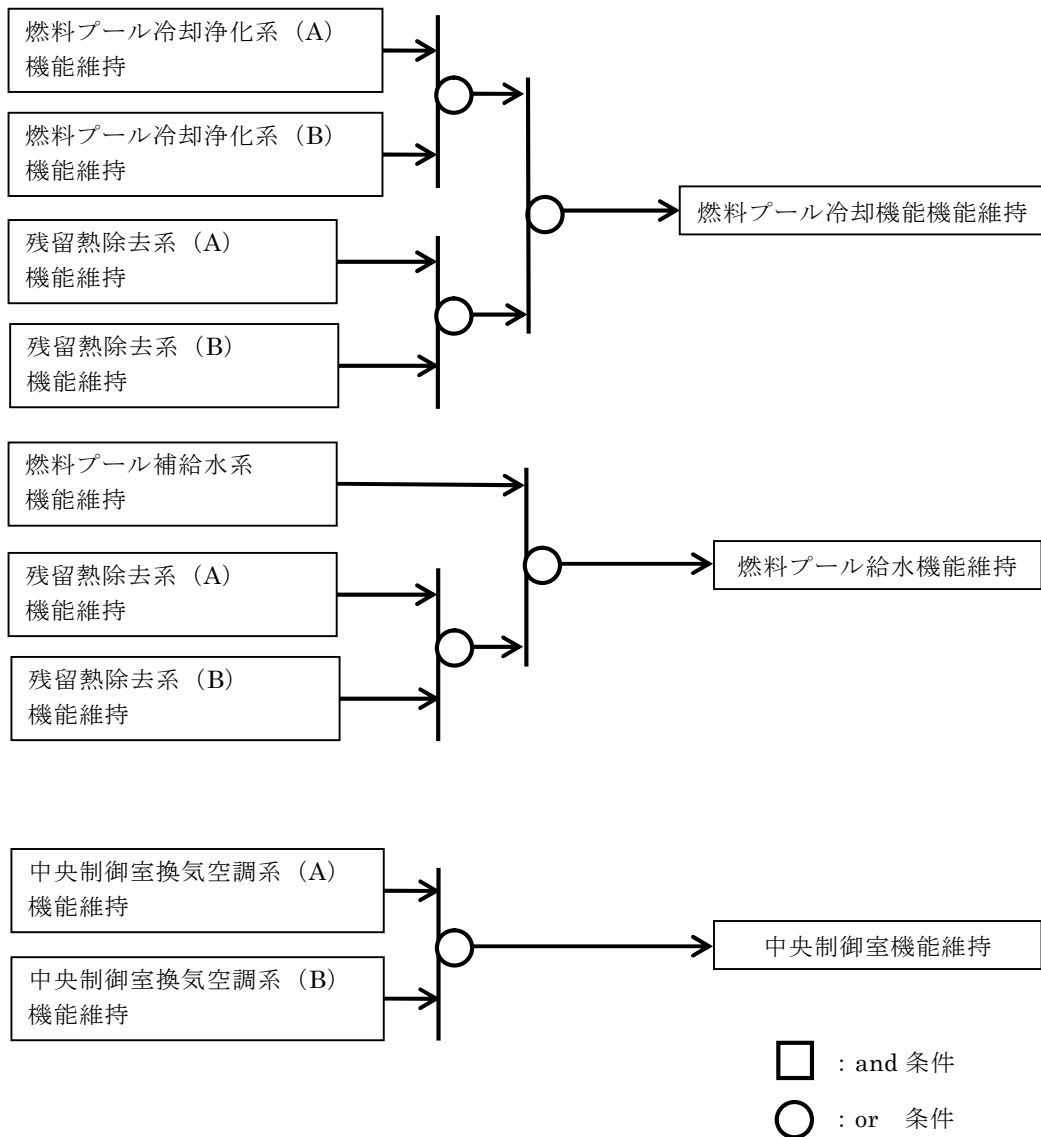 燃料プール冷却浄化系（A）
機能維持
燃料プール冷却浄化系（B）
機能維持
燃料プール冷却機能機能維持
残留熱除去系（A）
機能維持
残留熱除去系（B）
機能維持
燃料プール補給水系
機能維持
残留熱除去系（A）
機能維持
燃料プール給水機能維持
残留熱除去系（B）
機能維持
中央制御室換気空調系（A）
機能維持
中央制御室機能維持
中央制御室換気空調系（B）
機能維持
：and 条件
：or　条件